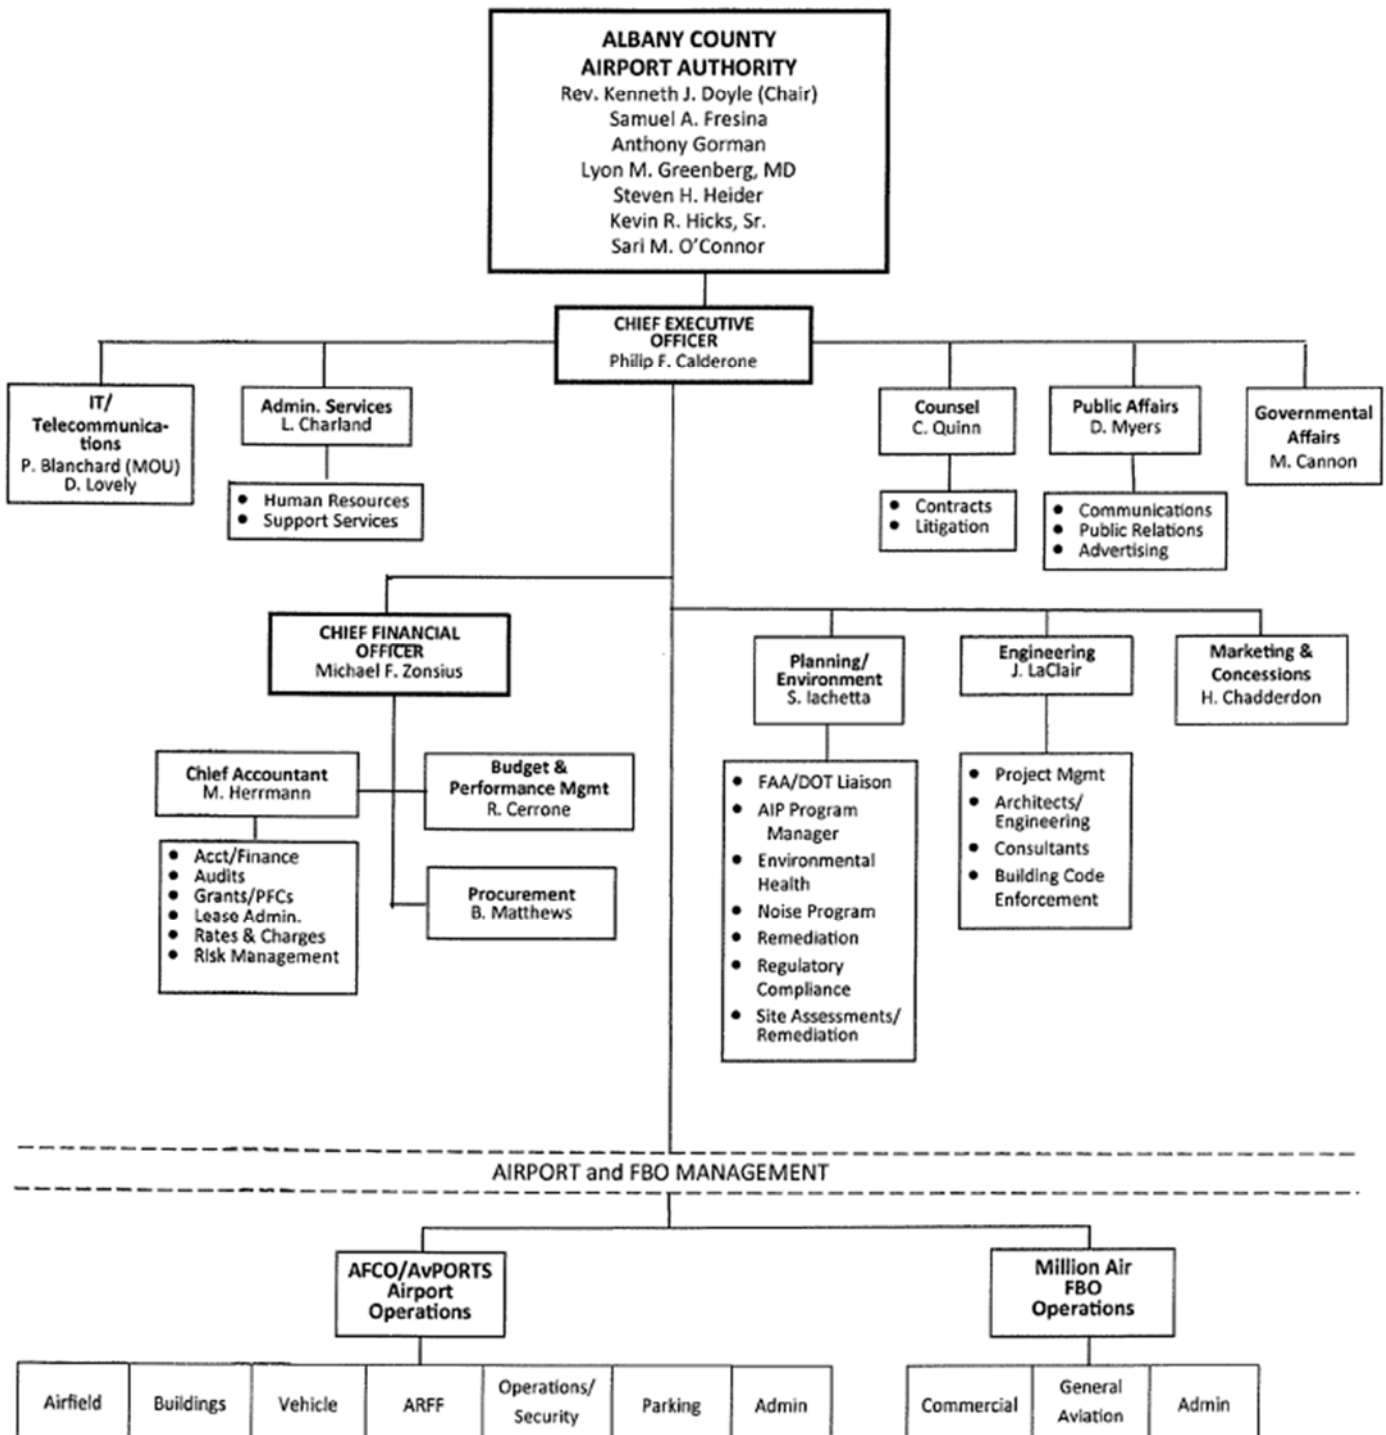 ALBANY COUNTY
AIRPORT AUTHORITY
Rev. Kenneth J. Doyle (Chair)
Samuel A. Fresina
Anthony Gorman
Lyon M. Greenberg, MD
Steven H. Heider
Kevin R. Hicks, Sr.
Sari M. O'Connor
CHIEF EXECUTIVE
OFFICER
Philip F. Calderone
IT/
Telecommunica-
tions
P. Blanchard (MOU)
D. Lovely
Admin. Services
L. Charland
• Human Resources
• Support Services
Counsel
C. Quinn
• Contracts
• Litigation
Public Affairs
D. Myers
• Communications
• Public Relations
• Advertising
Governmental
Affairs
M. Cannon
CHIEF FINANCIAL
OFFICER
Michael F. Zonsius
Chief Accountant
M. Herrmann
• Acct/Finance
• Audits
• Grants/PFCs
• Lease Admin.
• Rates & Charges
• Risk Management
Budget &
Performance Mgmt
R. Cerrone
Procurement
B. Matthews
Planning/
Environment
S. Iachetta
• FAA/DOT Liaison
• AIP Program
Manager
• Environmental
Health
• Noise Program
• Remediation
• Regulatory
Compliance
• Site Assessments/
Remediation
Engineering
J. LaClair
• Project Mgmt
• Architects/
Engineering
• Consultants
• Building Code
Enforcement
Marketing &
Concessions
H. Chadderdon
AIRPORT and FBO MANAGEMENT
AFCO/AvPORTS
Airport
Operations
Airfield
Buildings
Vehicle
ARFF
Operations/
Security
Parking
Admin
Million Air
FBO
Operations
Commercial
General
Aviation
Admin